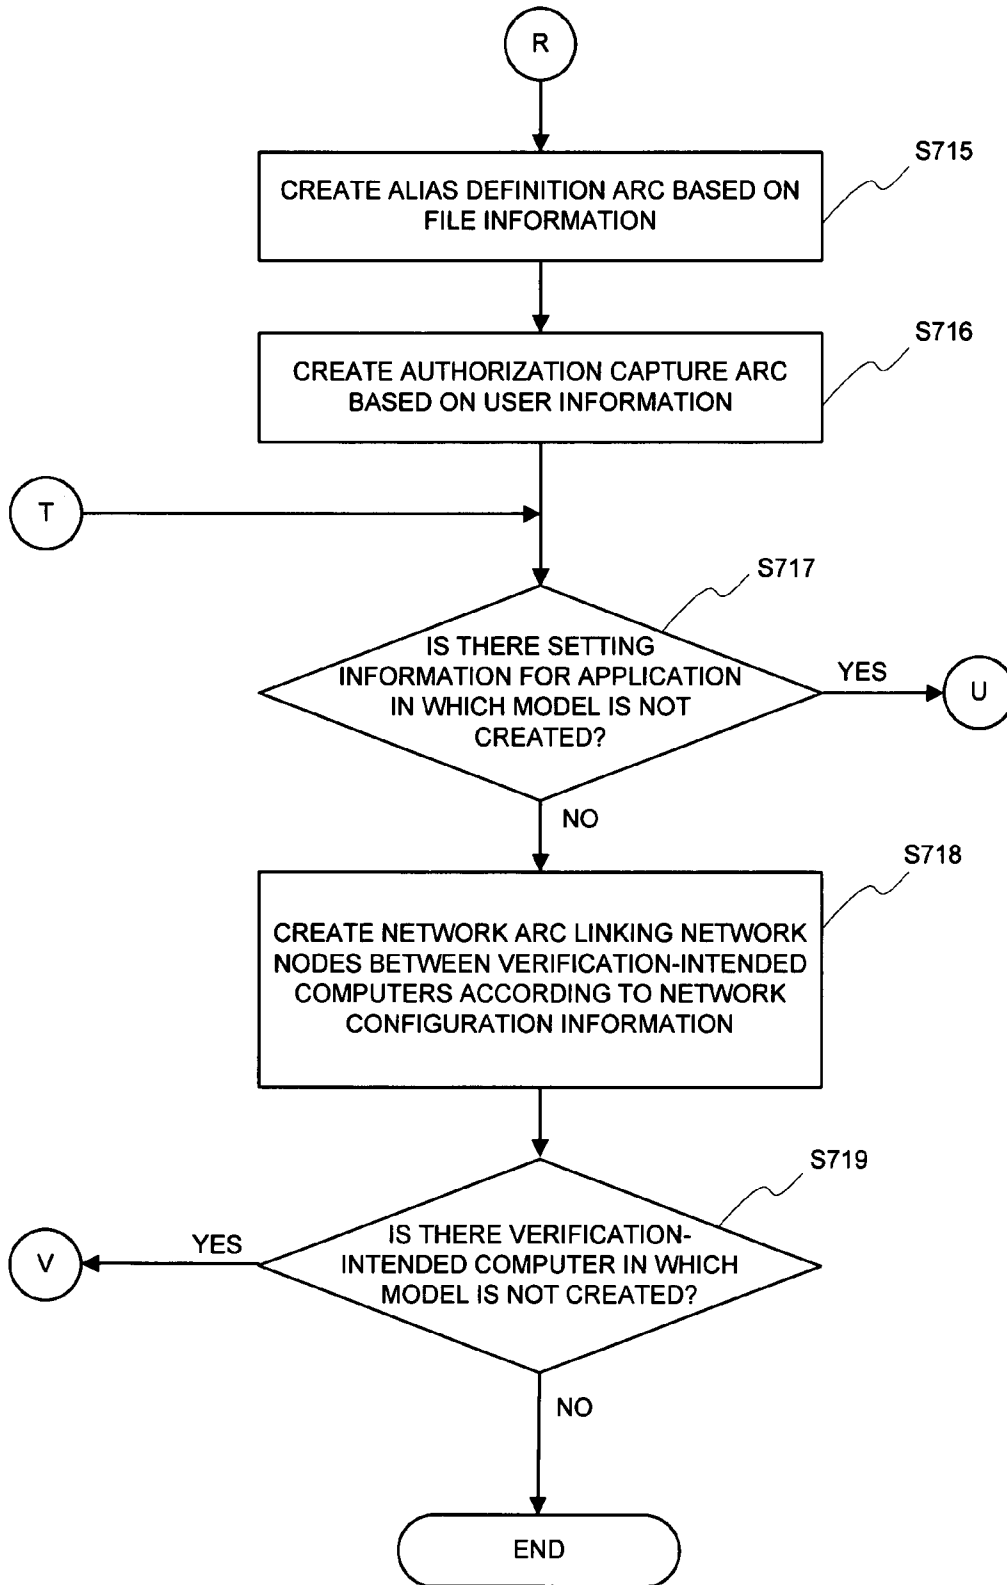 R
S715
CREATE ALIAS DEFINITION ARC BASED ON
FILE INFORMATION
S716
CREATE AUTHORIZATION CAPTURE ARC
BASED ON USER INFORMATION
T
S717
IS THERE SETTING
INFORMATION FOR APPLICATION
IN WHICH MODEL IS NOT
CREATED?
YES
U
NO
S718
CREATE NETWORK ARC LINKING NETWORK
NODES BETWEEN VERIFICATION-INTENDED
COMPUTERS ACCORDING TO NETWORK
CONFIGURATION INFORMATION
S719
IS THERE VERIFICATION-
INTENDED COMPUTER IN WHICH
MODEL IS NOT CREATED?
YES
V
NO
END